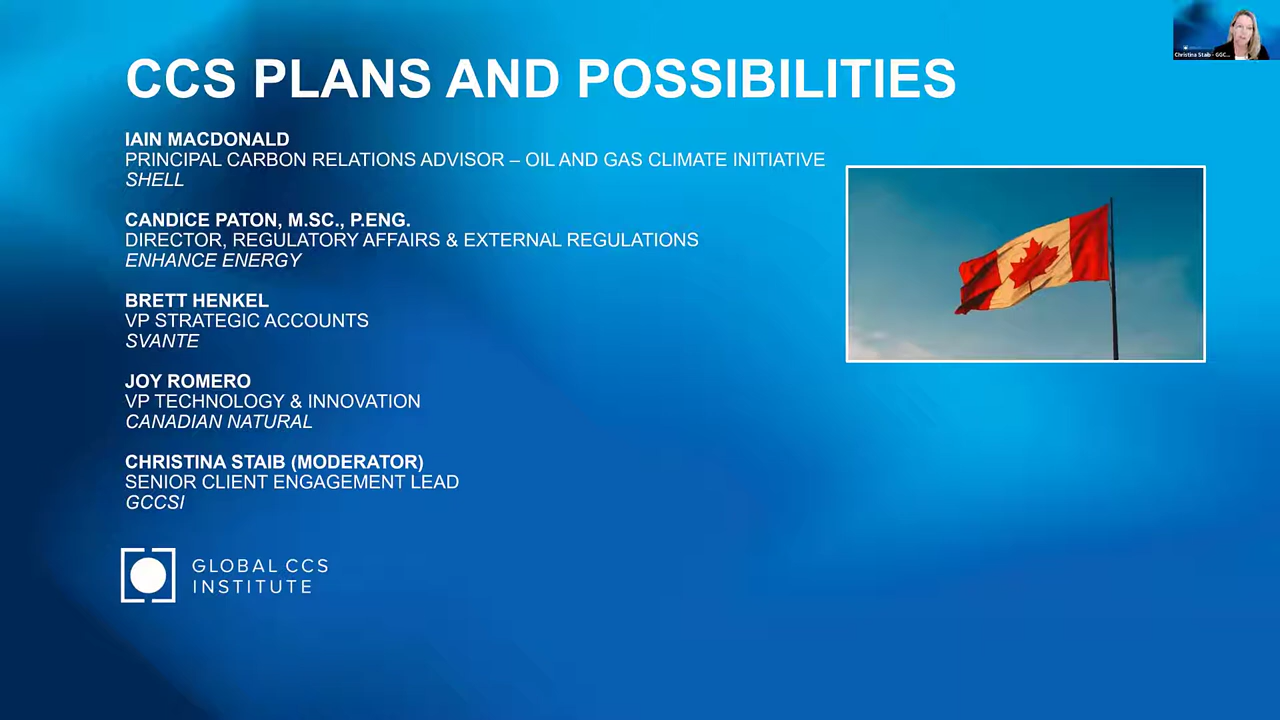 CCS PLANS AND POSSIBILITIES
IAIN MACDONALD
PRINCIPAL CARBON RELATIONS ADVISOR – OIL AND GAS CLIMATE INITIATIVE
SHELL
CANDICE PATON, M.SC., P.ENG.
DIRECTOR, REGULATORY AFFAIRS & EXTERNAL REGULATIONS
ENHANCE ENERGY
BRETT HENKEL
VP STRATEGIC ACCOUNTS
SVANTE
JOY ROMERO
VP TECHNOLOGY & INNOVATION
CANADIAN NATURAL
CHRISTINA STAIB (MODERATOR)
SENIOR CLIENT ENGAGEMENT LEAD
GCCSI
GLOBAL CCS
INSTITUTE
Christina Staib - GCC...